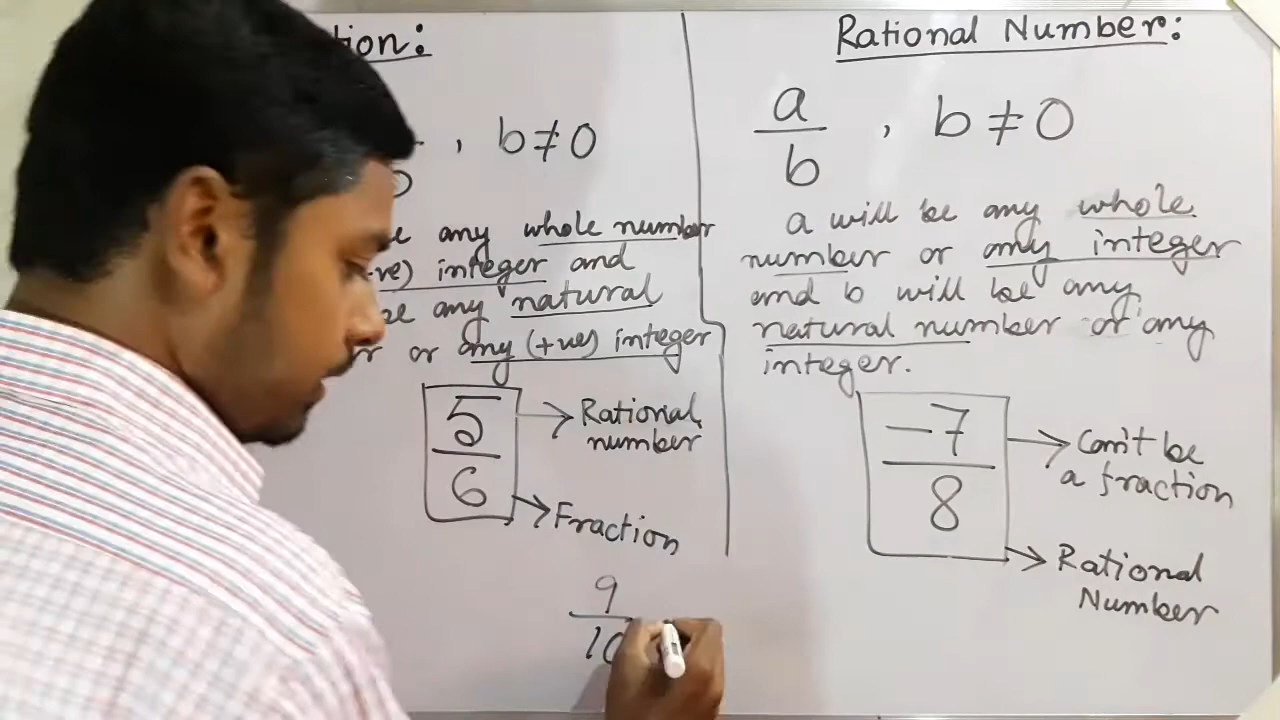 tion:
, b ≠ 0
any whole number
-ve) integer and
any natural
or any (+ve) integer
5
6
Rational
number
Fraction
9
10
Rational Number:
a
b
, b ≠ 0
a will be any whole
number or any integer
and b will be any
natural number or any
integer.
-7
8
Can't be
a fraction
Rational
Number